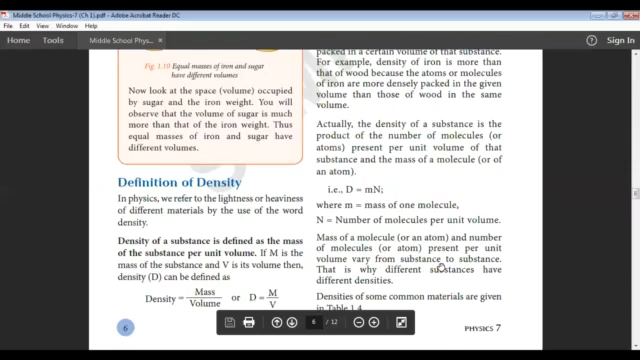 Middle School Physics-7 (Ch 1).pdf - Adobe Acrobat Reader DC
File Edit View Window Help
Home Tools Middle School Phys... ×
Sign In
Fig: 1.10 Equal masses of iron and sugar
have different volumes
Now look at the space (volume) occupied
by sugar and the iron weight. You will
observe that the volume of sugar is much
more than that of the iron weight. Thus
equal masses of iron and sugar have
different volumes.
Definition of Density
In physics, we refer to the lightness or heaviness
of different materials by the use of the word
density.
Density of a substance is defined as the mass of
the substance per unit volume. If M is
the mass of the substance and V is its volume then,
density (D) can be defined as
Density = Mass / Volume or D = M / V
6
packed in a certain volume of that substance.
For example, density of iron is more than
that of wood because the atoms or molecules
of iron are more densely packed in the given
volume than those of wood in the same
volume.
Actually, the density of a substance is the
product of the number of molecules (or
atoms) present per unit volume of that
substance and the mass of a molecule (or of
an atom).
i.e., D = mN;
where m = mass of one molecule,
N = Number of molecules per unit volume.
Mass of a molecule (or an atom) and number
of molecules (or atom) present per unit
volume vary from substance to substance.
That is why different substances have
different densities.
Densities of some common materials are given
in Table 1.4.
6 / 12
PHYSICS 7